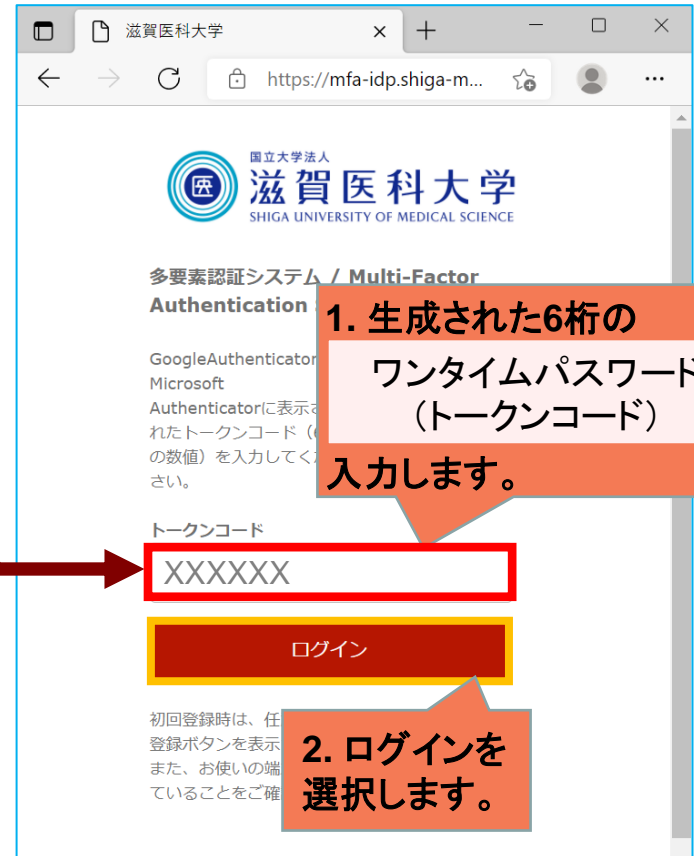 滋賀医科大学
https://mfa-idp.shiga-m...
国立大学法人
滋賀医科大学
SHIGA UNIVERSITY OF MEDICAL SCIENCE
多要素認証システム / Multi-Factor
Authentication
1. 生成された6桁の
ワンタイムパスワード
（トークンコード）
入力します。
GoogleAuthenticator
Microsoft
Authenticatorに表示さ
れたトークンコード（
の数値）を入力してく
さい。
トークンコード
XXXXXX
ログイン
2. ログインを
選択します。
初回登録時は、任
登録ボタンを表示
また、お使いの端
ていることをご確